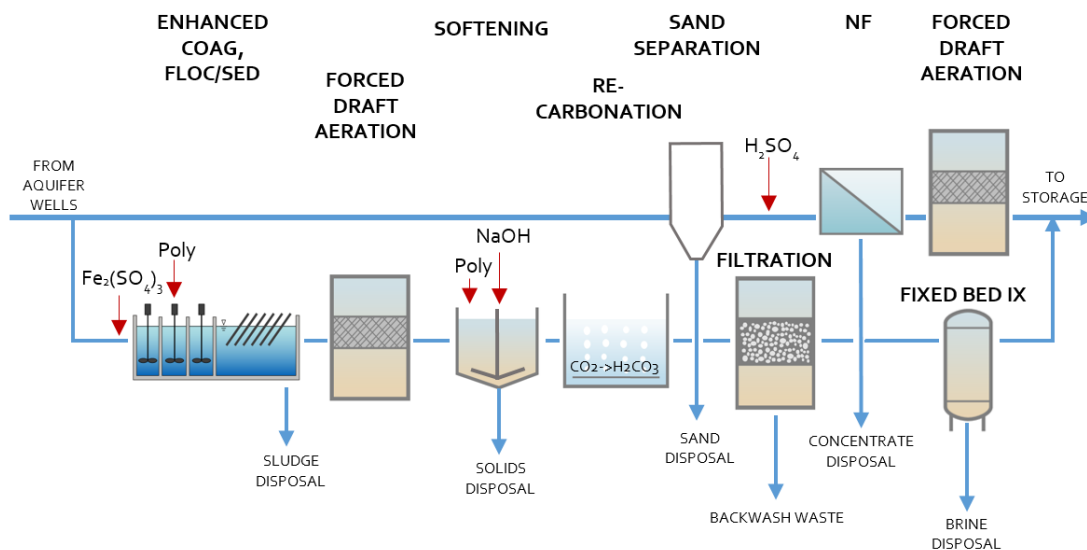 ENHANCED
COAG,
FLOC/SED
FORCED
DRAFT
AERATION
SOFTENING
RE-
CARBONATION
SAND
SEPARATION
NF
FORCED
DRAFT
AERATION
FROM
AQUIFER
WELLS
H₂SO₄
TO
STORAGE
Fe₂(SO₄)₃
Poly
Poly
NaOH
CO2->H2CO3
FILTRATION
FIXED BED IX
SLUDGE
DISPOSAL
SOLIDS
DISPOSAL
SAND
DISPOSAL
BACKWASH WASTE
CONCENTRATE
DISPOSAL
BRINE
DISPOSAL